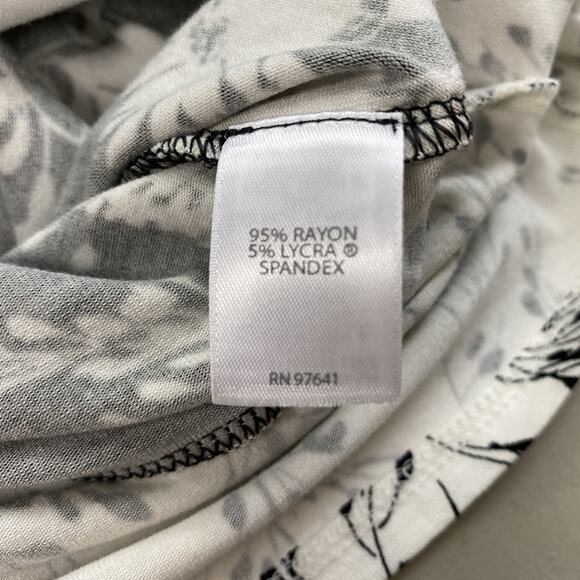 95% RAYON
5% LYCRA ®
SPANDEX
RN 97641